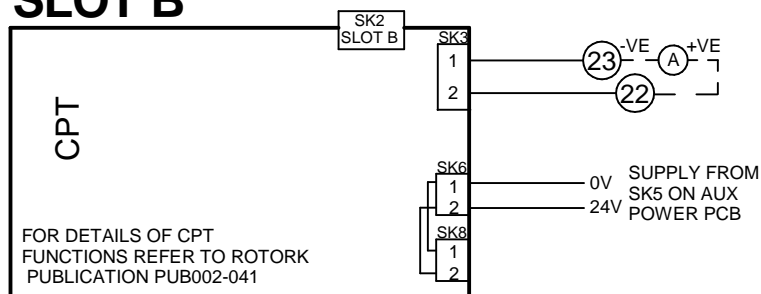 SLOT B
SK2
SLOT B
SK3
1
2
23
-VE
A
+VE
22
CPT
SK6
1
2
0V
24V
SUPPLY FROM
SK5 ON AUX
POWER PCB
SK8
1
2
FOR DETAILS OF CPT
FUNCTIONS REFER TO ROTORK
PUBLICATION PUB002-041